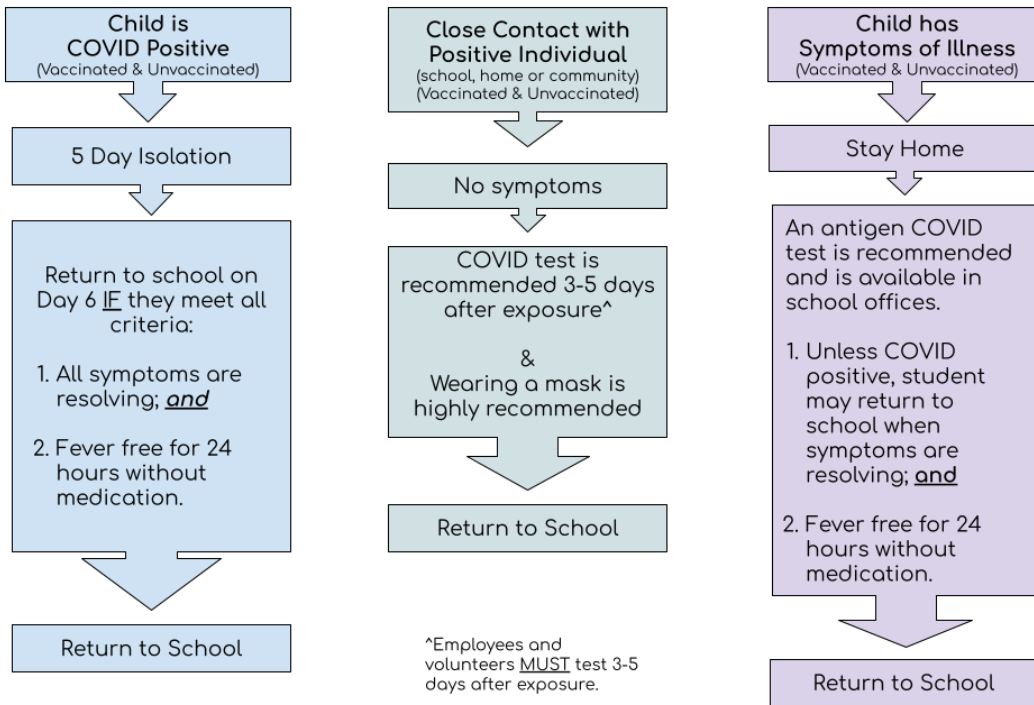 Child is
COVID Positive
(Vaccinated & Unvaccinated)
5 Day Isolation
Return to school on
Day 6 IF they meet all
criteria:
1. All symptoms are
resolving; and
2. Fever free for 24
hours without
medication.
Return to School
Close Contact with
Positive Individual
(school, home or community)
(Vaccinated & Unvaccinated)
No symptoms
COVID test is
recommended 3-5 days
after exposure^
&
Wearing a mask is
highly recommended
Return to School
^Employees and
volunteers MUST test 3-5
days after exposure.
Child has
Symptoms of Illness
(Vaccinated & Unvaccinated)
Stay Home
An antigen COVID
test is recommended
and is available in
school offices.
1. Unless COVID
positive, student
may return to
school when
symptoms are
resolving; and
2. Fever free for 24
hours without
medication.
Return to School